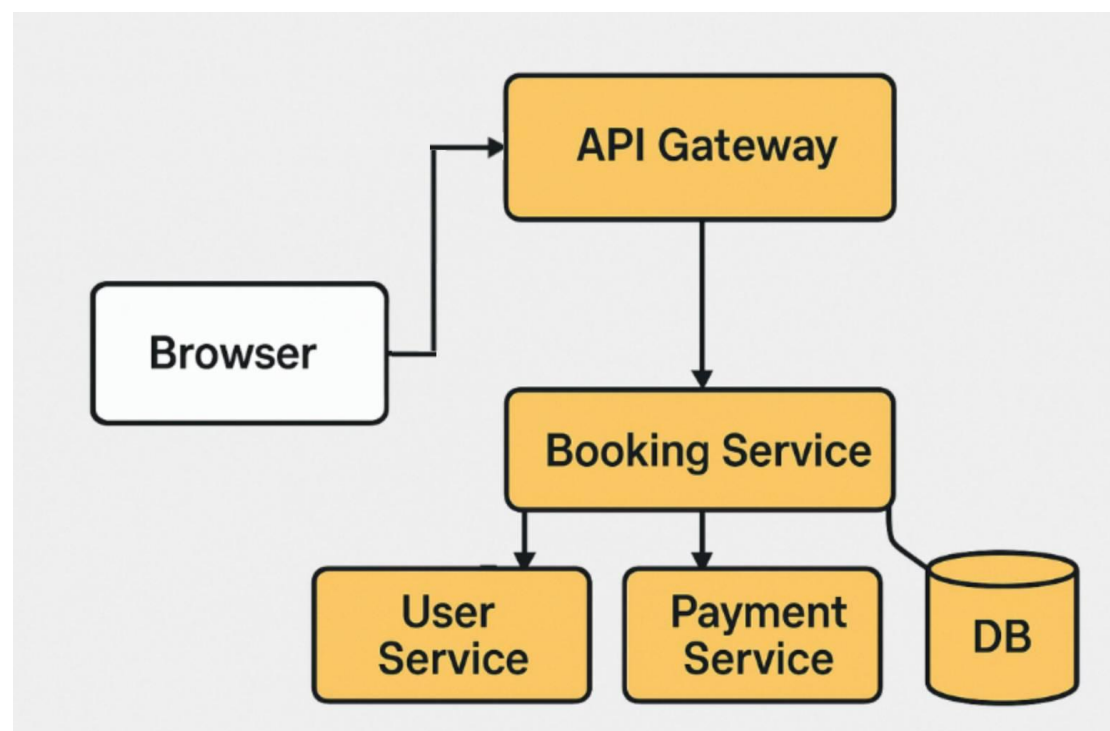 API Gateway
Browser
Booking Service
User
Service
Payment
Service
DB